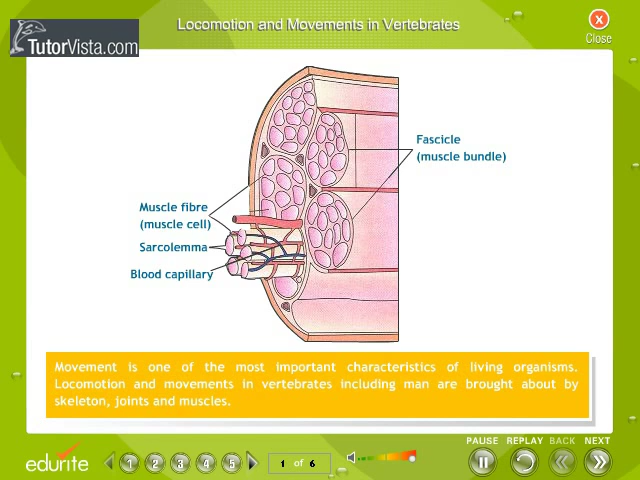 Locomotion and Movements in Vertebrates
x
Close
TutorVista.com
Fascicle
(muscle bundle)
Muscle fibre
(muscle cell)
Sarcolemma
Blood capillary
Movement is one of the most important characteristics of living organisms.
Locomotion and movements in vertebrates including man are brought about by
skeleton, joints and muscles.
PAUSE REPLAY BACK NEXT
edurite
1 2 3 4 5
1 of 6